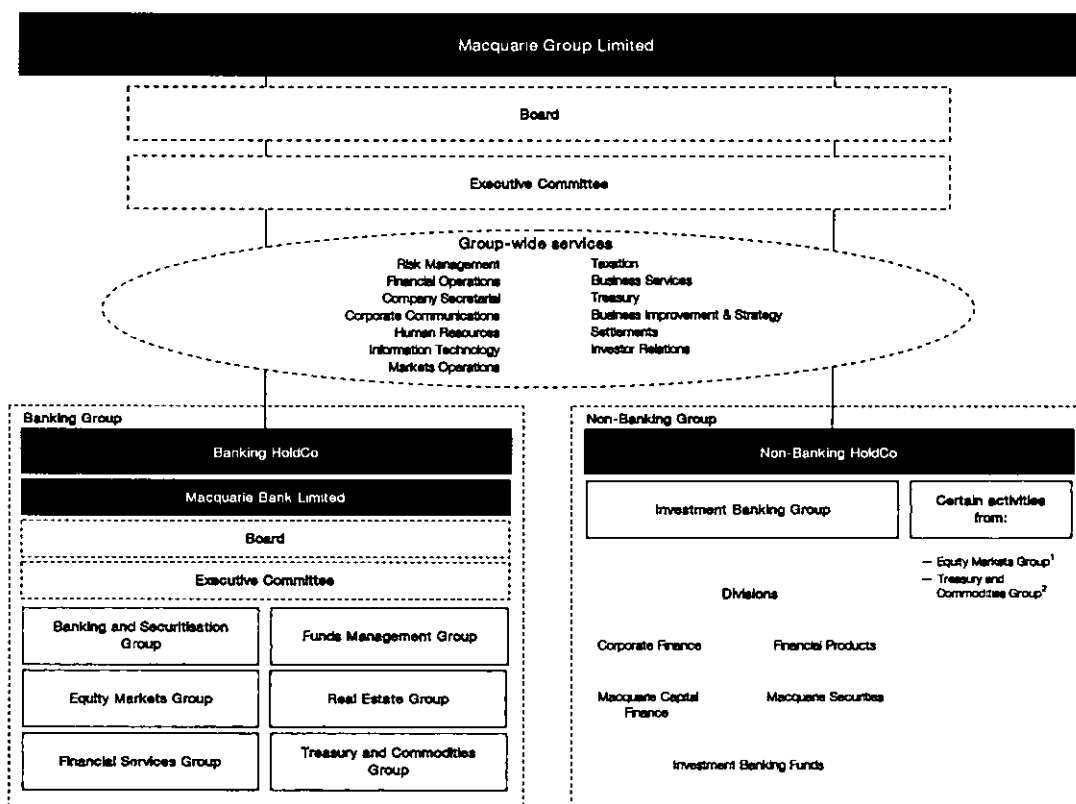 Macquarie Group Limited
Board
Executive Committee
Group-wide services
Risk Management
Financial Operations
Company Secretarial
Corporate Communications
Human Resources
Information Technology
Markets Operations
Taxation
Business Services
Treasury
Business Improvement & Strategy
Settlements
Investor Relations
Banking Group
Banking HoldCo
Macquarie Bank Limited
Board
Executive Committee
Banking and Securitisation
Group
Funds Management Group
Equity Markets Group
Real Estate Group
Financial Services Group
Treasury and Commodities
Group
Non-Banking Group
Non-Banking HoldCo
Investment Banking Group
Certain activities
from:
— Equity Markets Group¹
— Treasury and
Commodities Group²
Divisions
Corporate Finance
Financial Products
Macquarie Capital
Finance
Macquarie Securities
Investment Banking Funds